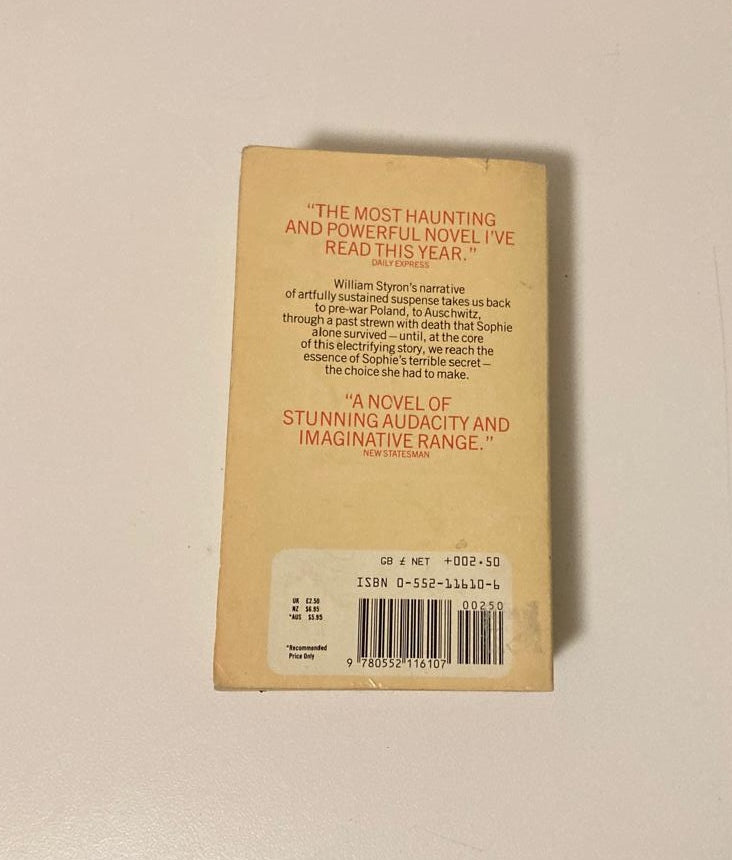 “THE MOST HAUNTING
AND POWERFUL NOVEL I’VE
READ THIS YEAR.”
DAILY EXPRESS
William Styron’s narrative
of artfully sustained suspense takes us back
to pre-war Poland, to Auschwitz,
through a past strewn with death that Sophie
alone survived – until, at the core
of this electrifying story, we reach the
essence of Sophie’s terrible secret –
the choice she had to make.
“A NOVEL OF
STUNNING AUDACITY AND
IMAGINATIVE RANGE.”
NEW STATESMAN
GB £ NET +002·50
ISBN 0-552-11610-6
00250
UK £2.50
NZ $6.95
*AUS $5.95
*Recommended
Price Only
9 780552 116107